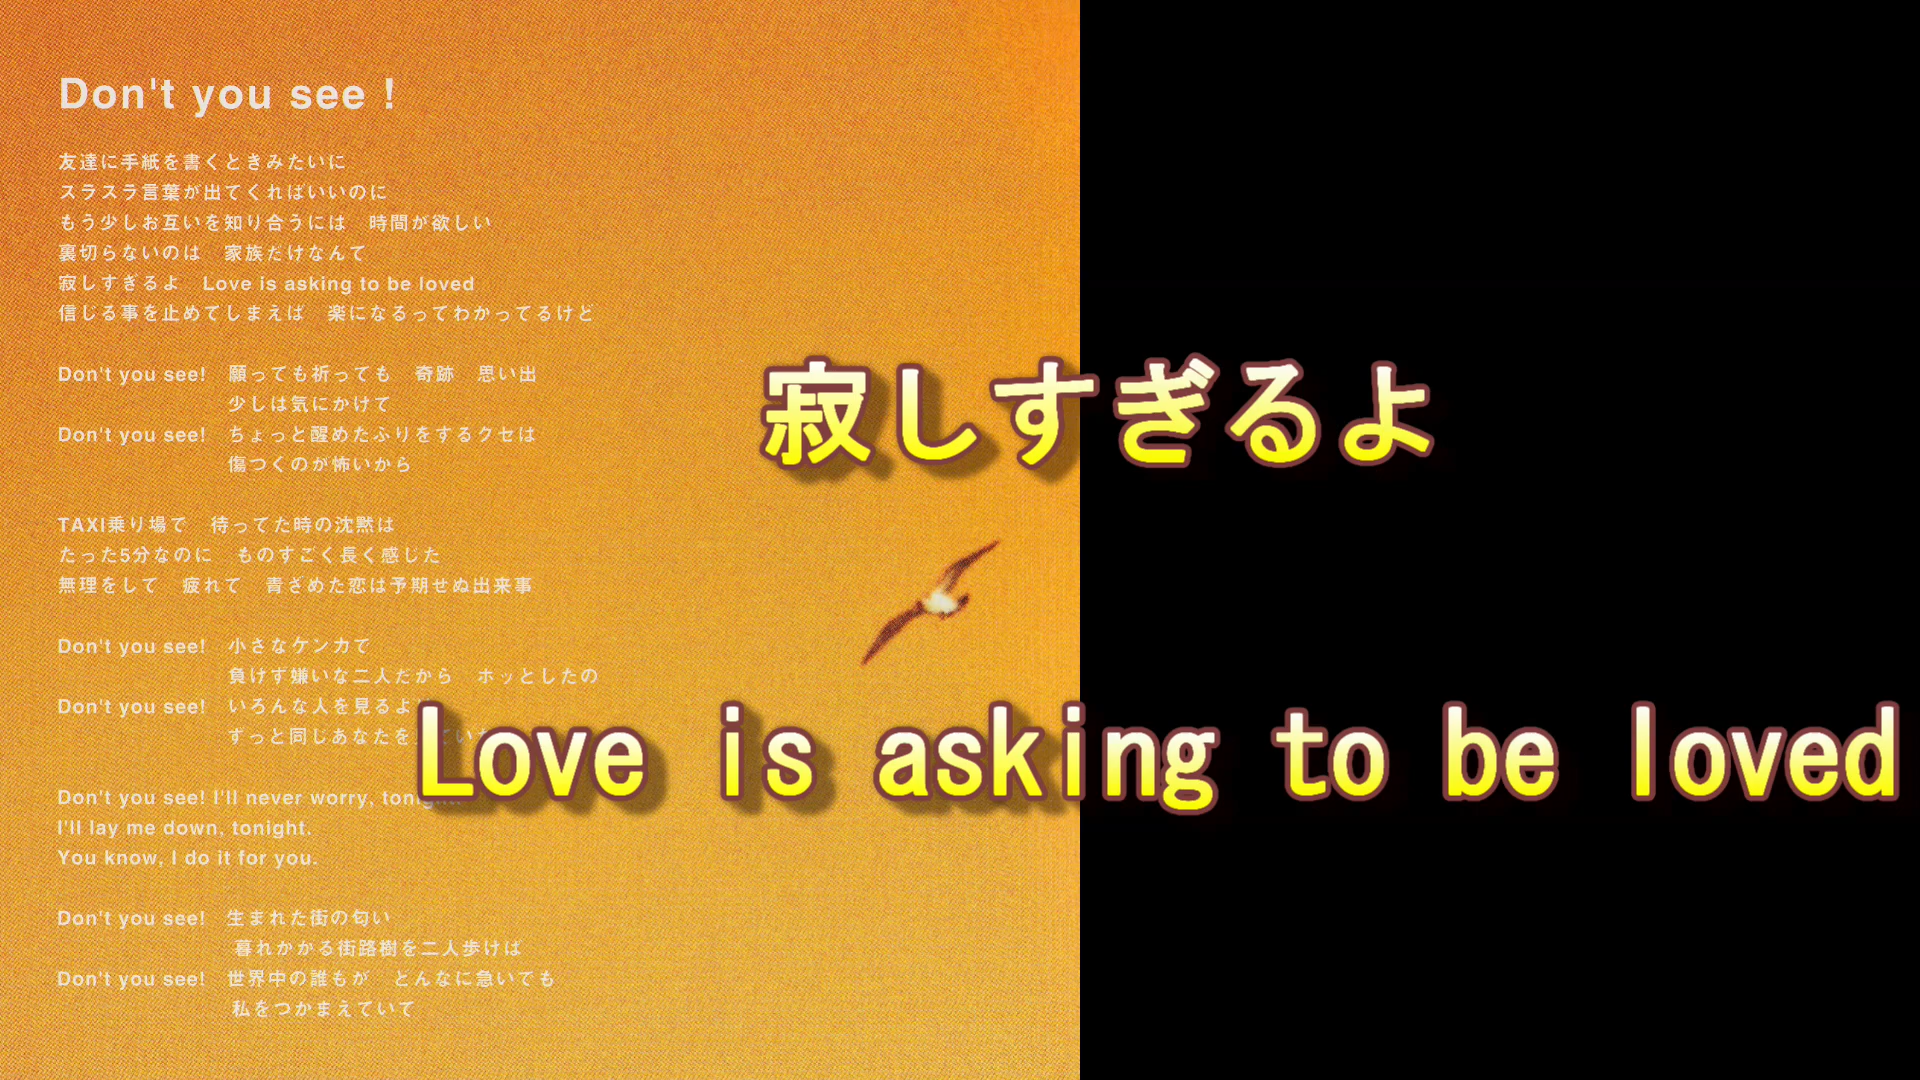 Don't you see !
友達に手紙を書くときみたいに
スラスラ言葉が出てくればいいのに
もう少しお互いを知り合うには　時間が欲しい
裏切らないのは　家族だけなんて
寂しすぎるよ　Love is asking to be loved
信じる事を止めてしまえば　楽になるってわかってるけど
Don't you see!　願っても祈っても　奇跡　思い出
少しは気にかけて
Don't you see!　ちょっと醒めたふりをするクセは
傷つくのが怖いから
TAXI乗り場で　待ってた時の沈黙は
たった5分なのに　ものすごく長く感じた
無理をして　疲れて　青ざめた恋は予期せぬ出来事
Don't you see!　小さなケンカで
負けず嫌いな二人だから　ホッとしたの
Don't you see!　いろんな人を見るよ
ずっと同じあなたを
Don't you see! I'll never worry, tonight.
I'll lay me down, tonight.
You know, I do it for you.
Don't you see!　生まれた街の匂い
暮れかかる街路樹を二人歩けば
Don't you see!　世界中の誰もが　どんなに急いでも
私をつかまえていて
寂しすぎるよ
Love is asking to be loved